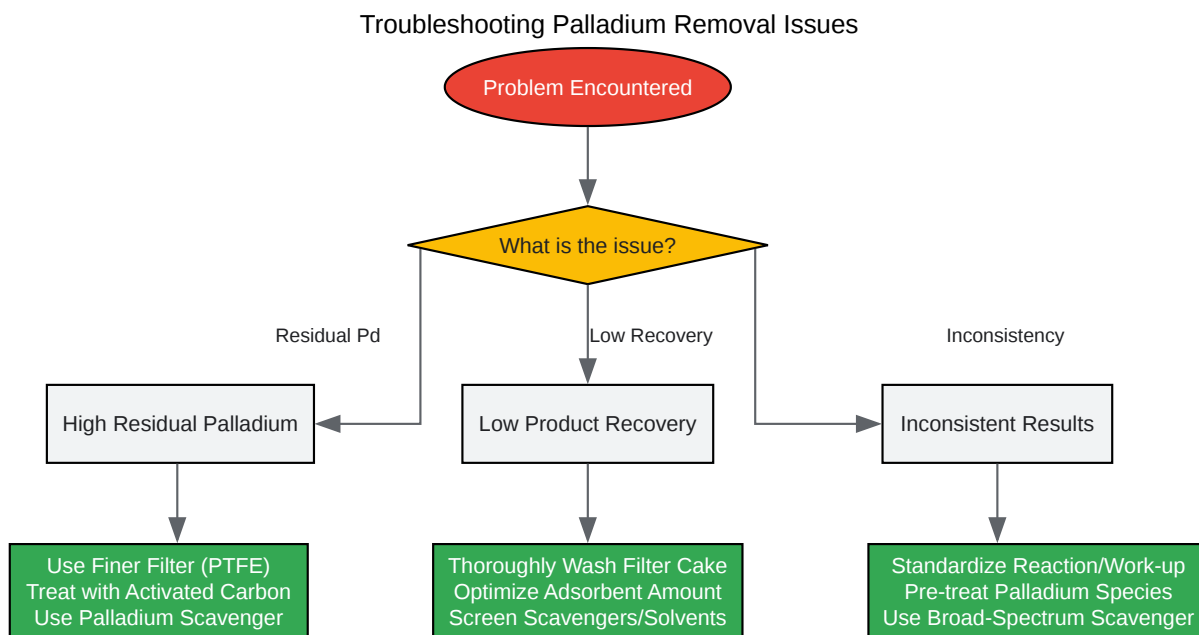 Troubleshooting Palladium Removal Issues
Problem Encountered
What is the issue?
Residual Pd
Low Recovery
Inconsistency
High Residual Palladium
Low Product Recovery
Inconsistent Results
Use Finer Filter (PTFE)
Treat with Activated Carbon
Use Palladium Scavenger
Thoroughly Wash Filter Cake
Optimize Adsorbent Amount
Screen Scavengers/Solvents
Standardize Reaction/Work-up
Pre-treat Palladium Species
Use Broad-Spectrum Scavenger